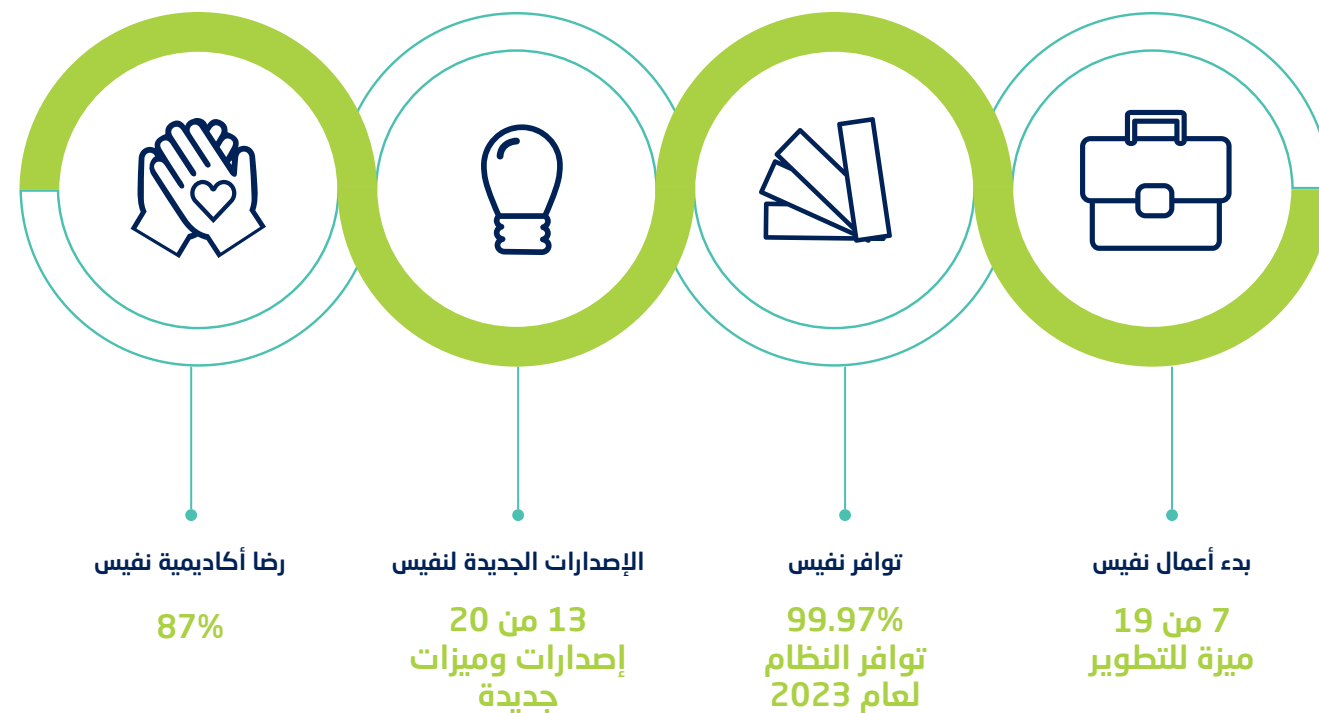 بدء أعمال نفيس
7 من 19
ميزة للتطوير
توافر نفيس
99.97%
توافر النظام
لعام 2023
الإصدارات الجديدة لنفيس
13 من 20
إصدارات وميزات
جديدة
رضا أكاديمية نفيس
87%